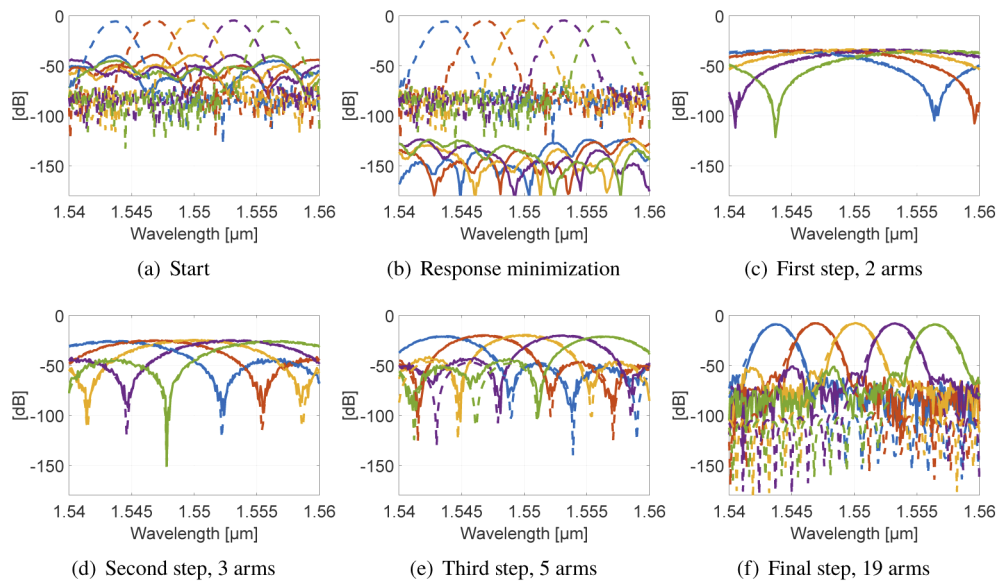 0
-50
-100
-150
[dB]
1.54 1.545 1.55 1.555 1.56
Wavelength [µm]
(a) Start
0
-50
-100
-150
[dB]
1.54 1.545 1.55 1.555 1.56
Wavelength [µm]
(b) Response minimization
0
-50
-100
-150
[dB]
1.54 1.545 1.55 1.555 1.56
Wavelength [µm]
(c) First step, 2 arms
0
-50
-100
-150
[dB]
1.54 1.545 1.55 1.555 1.56
Wavelength [µm]
(d) Second step, 3 arms
0
-50
-100
-150
[dB]
1.54 1.545 1.55 1.555 1.56
Wavelength [µm]
(e) Third step, 5 arms
0
-50
-100
-150
[dB]
1.54 1.545 1.55 1.555 1.56
Wavelength [µm]
(f) Final step, 19 arms